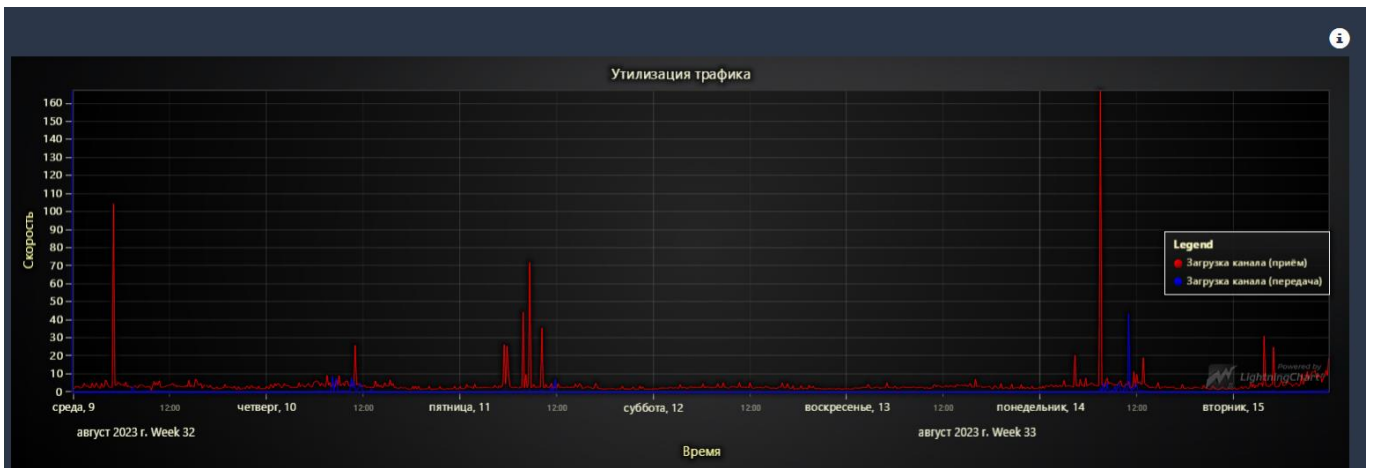 Утилизация трафика
160
150
140
130
120
110
100
90
80
70
60
50
40
30
20
10
0
Скорость
Legend
Загрузка канала (приём)
Загрузка канала (передача)
Powered by
LightningChart
среда, 9 12:00 четверг, 10 12:00 пятница, 11 12:00 суббота, 12 12:00 воскресенье, 13 12:00 понедельник, 14 12:00 вторник, 15
август 2023 г. Week 32 август 2023 г. Week 33
Время